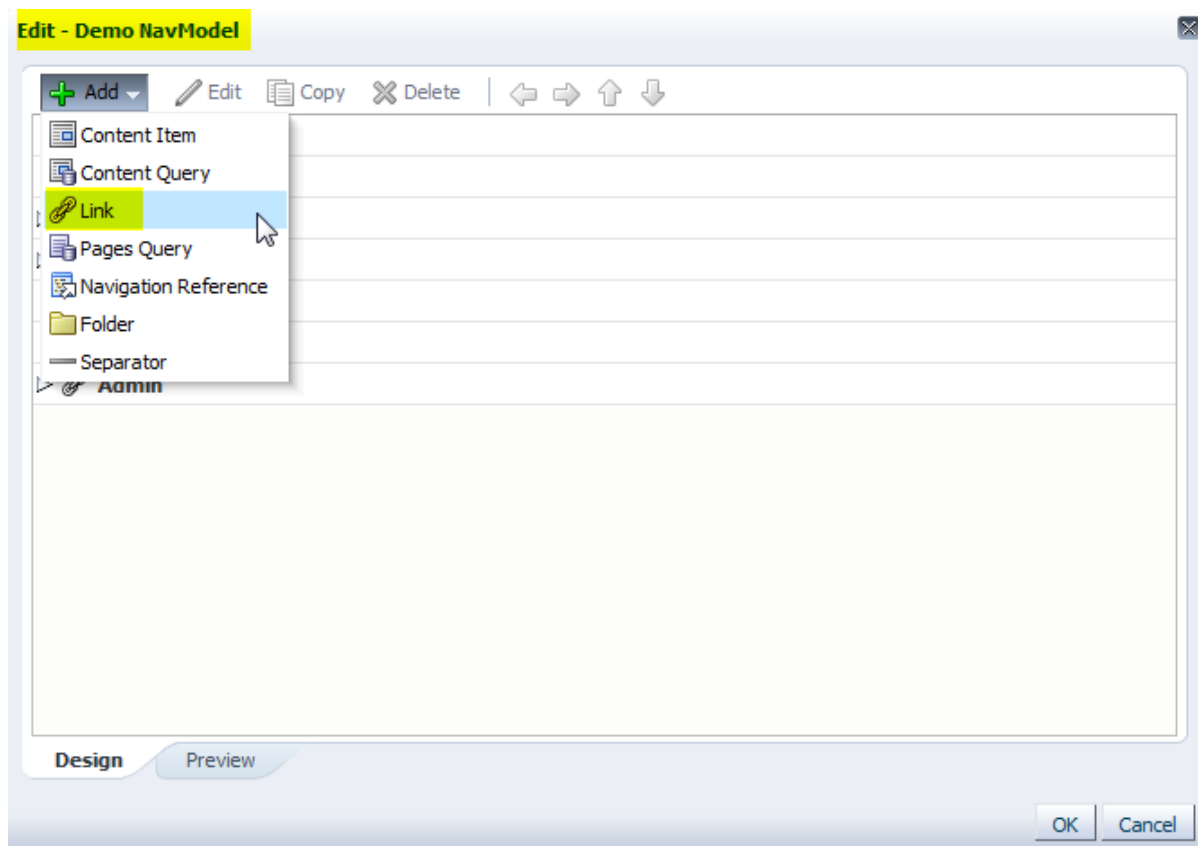 Edit - Demo NavModel
Add Edit Copy Delete
Content Item
Content Query
Link
Pages Query
Navigation Reference
Folder
Separator
Admin
Design Preview
OK Cancel